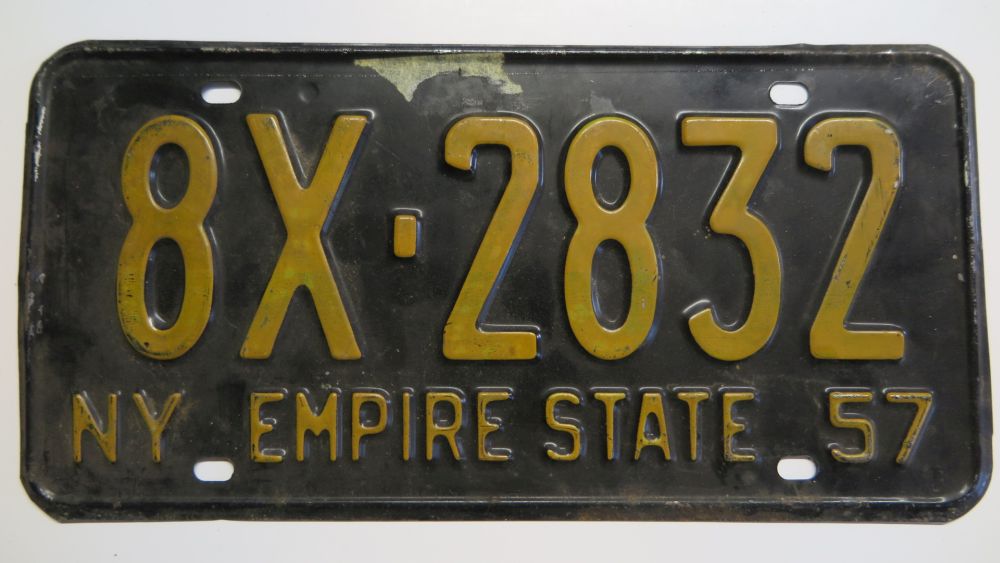 8X-2832
NY EMPIRE STATE 57